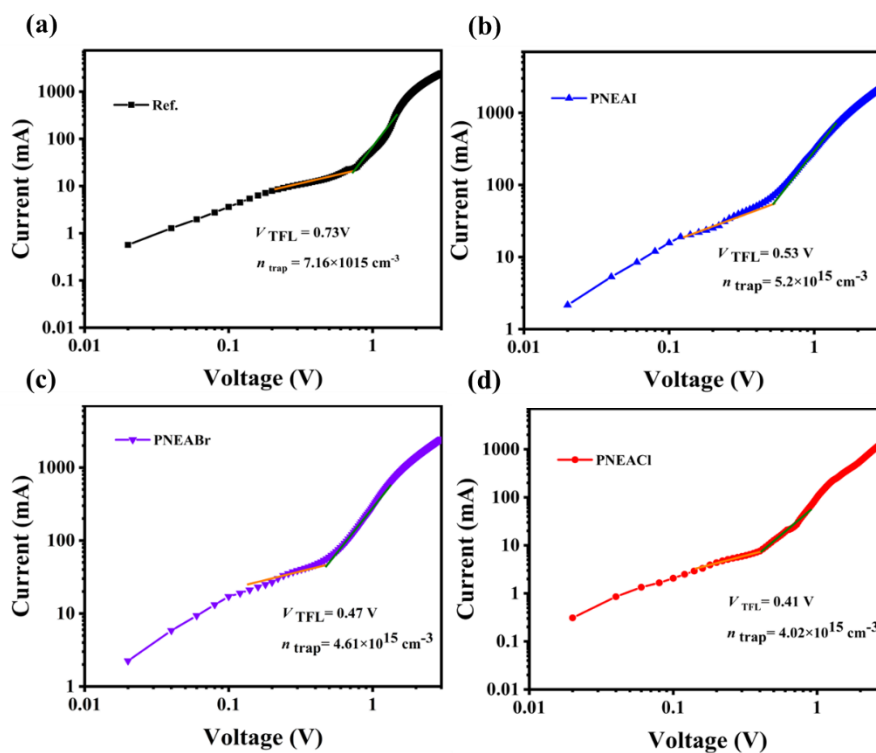 (a)
1000
100
10
1
0.1
0.01
0.01
0.1
1
Current (mA)
Voltage (V)
Ref.
V TFL = 0.73V
n trap = 7.16×1015 cm-3
(b)
1000
100
10
1
0.01
0.1
1
Current (mA)
Voltage (V)
PNEAI
V TFL = 0.53 V
n trap= 5.2×10^15 cm^-3
(c)
1000
100
10
1
0.01
0.1
1
Current (mA)
Voltage (V)
PNEABr
V TFL = 0.47 V
n trap= 4.61×10^15 cm^-3
(d)
1000
100
10
1
0.1
0.01
0.01
0.1
1
Current (mA)
Voltage (V)
PNEACl
V TFL = 0.41 V
n trap= 4.02×10^15 cm^-3